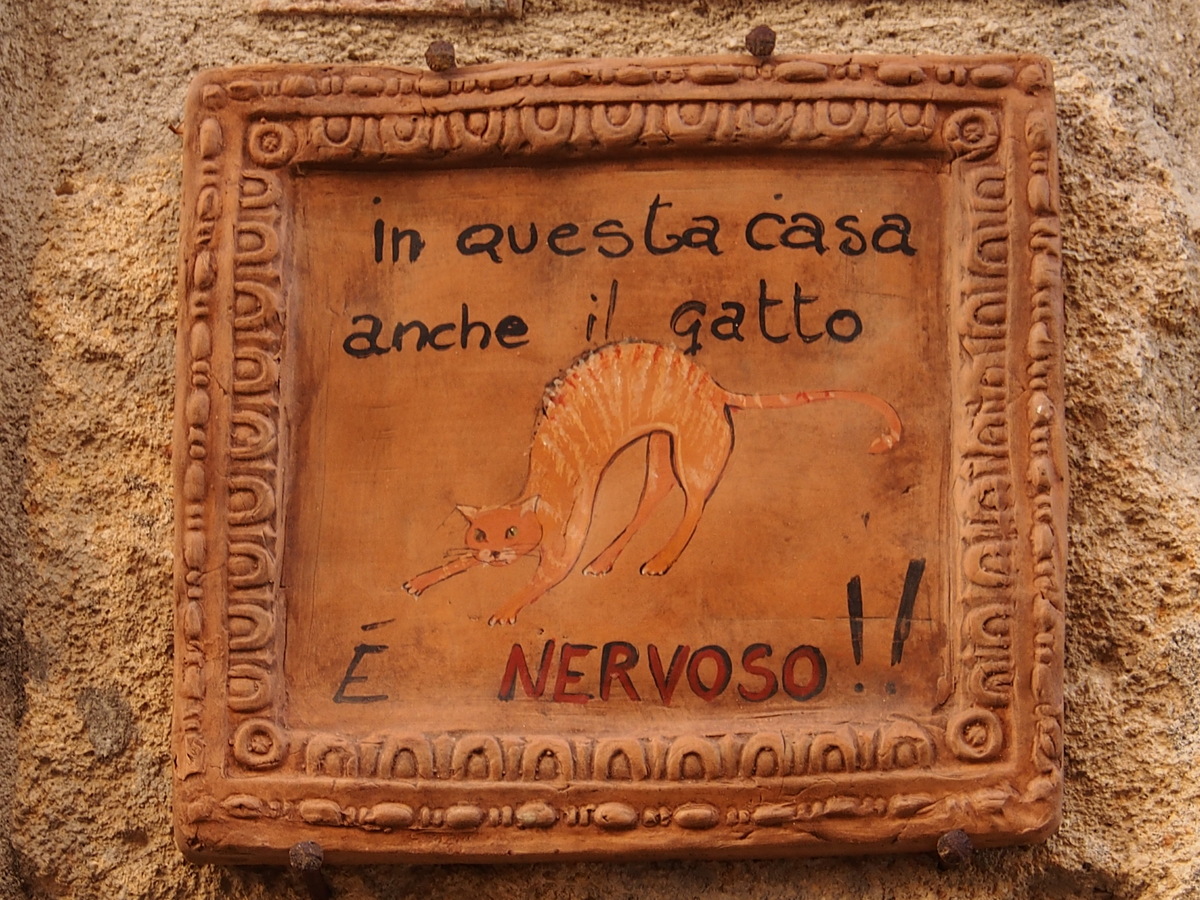 in questa casa
anche il gatto
É NERVOSO!!